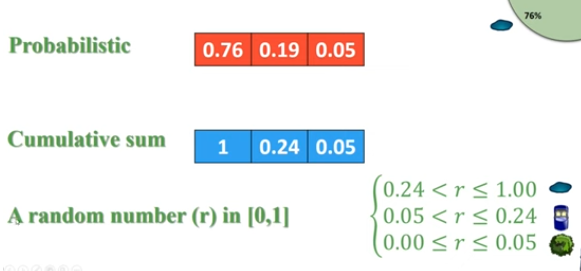 76%
Probabilistic 0.76 0.19 0.05
Cumulative sum 1 0.24 0.05
0.24 < r ≤ 1.00
A random number (r) in [0,1] 0.05 < r ≤ 0.24
0.00 ≤ r ≤ 0.05